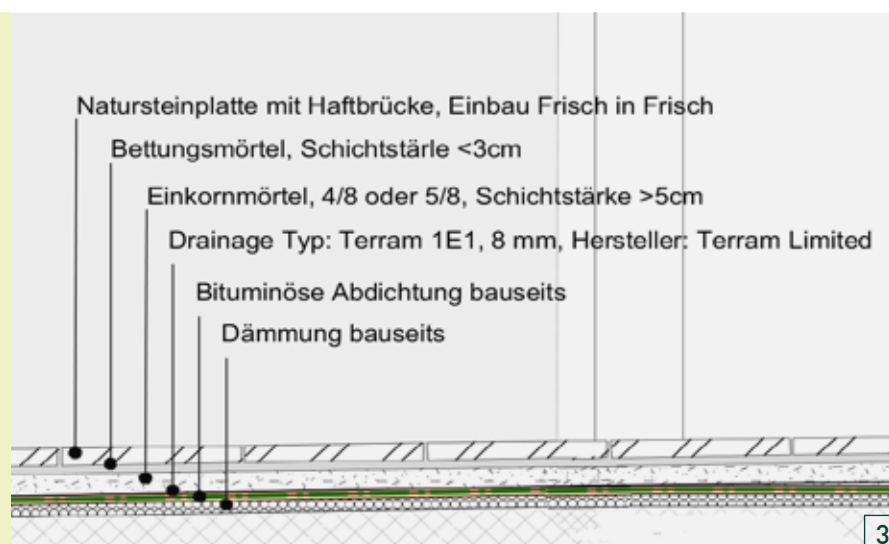 Natursteinplatte mit Haftbrücke, Einbau Frisch in Frisch
Bettungsmörtel, Schichtstärle <3cm
Einkornmörtel, 4/8 oder 5/8, Schichtstärke >5cm
Drainage Typ: Terram 1E1, 8 mm, Hersteller: Terram Limited
Bituminöse Abdichtung bauseits
Dämmung bauseits
3